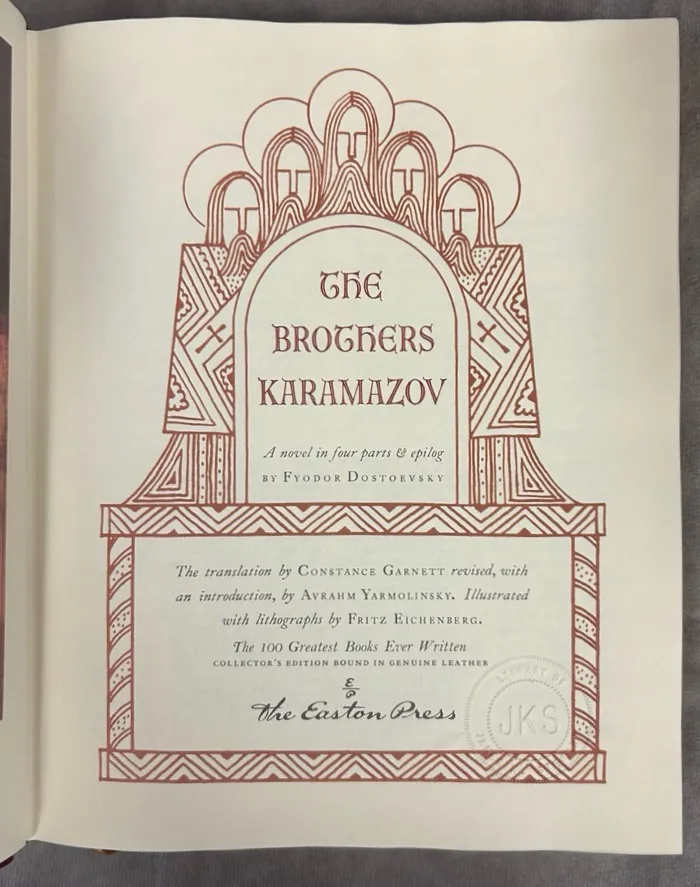 THE
BROTHERS
KARAMAZOV
A novel in four parts & epilog
BY FYODOR DOSTOEVSKY
The translation by CONSTANCE GARNETT revised, with
an introduction, by AVRAHM YARMOLINSKY. Illustrated
with lithographs by FRITZ EICHENBERG.
The 100 Greatest Books Ever Written
COLLECTOR'S EDITION BOUND IN GENUINE LEATHER
E/P
The Easton Press
LIBRARY OF
JKS